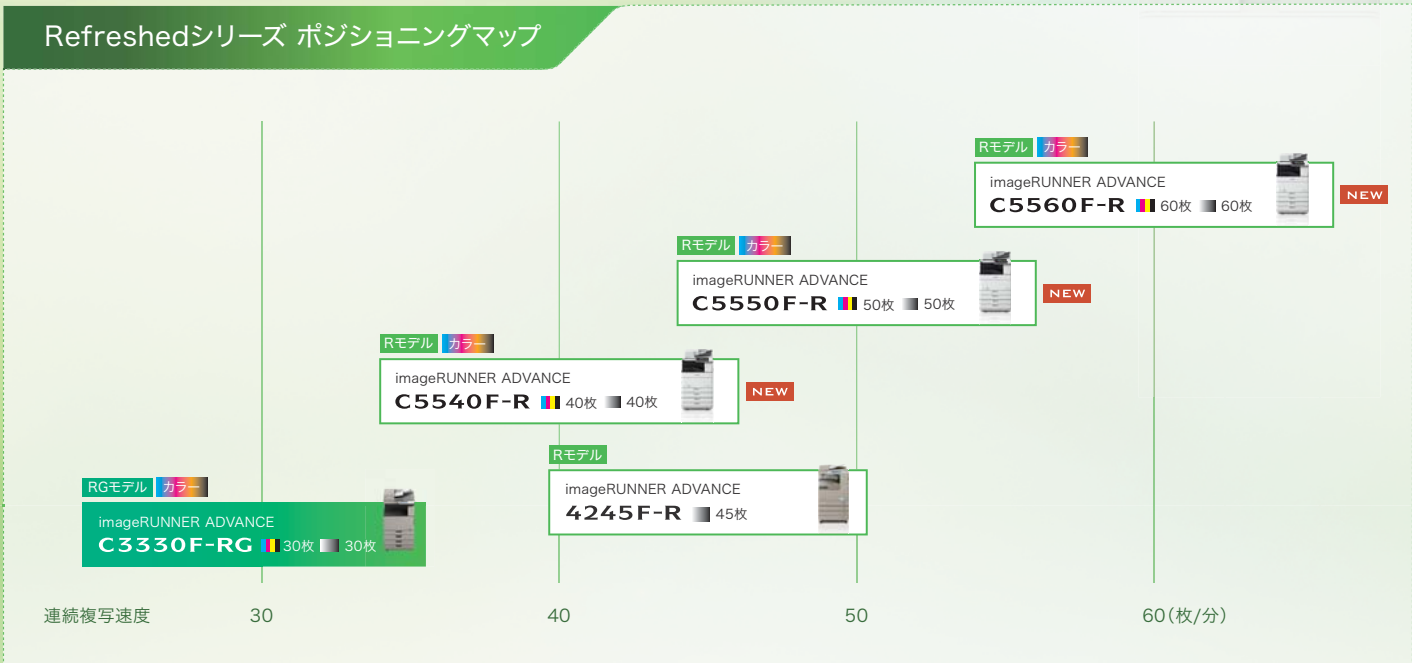 Refreshedシリーズ ポジショニングマップ
Rモデル カラー
imageRUNNER ADVANCE
C5560F-R 60枚 60枚
NEW
Rモデル カラー
imageRUNNER ADVANCE
C5550F-R 50枚 50枚
NEW
Rモデル カラー
imageRUNNER ADVANCE
C5540F-R 40枚 40枚
NEW
Rモデル
imageRUNNER ADVANCE
4245F-R 45枚
RGモデル カラー
imageRUNNER ADVANCE
C3330F-RG 30枚 30枚
連続複写速度 30 40 50 60(枚/分)